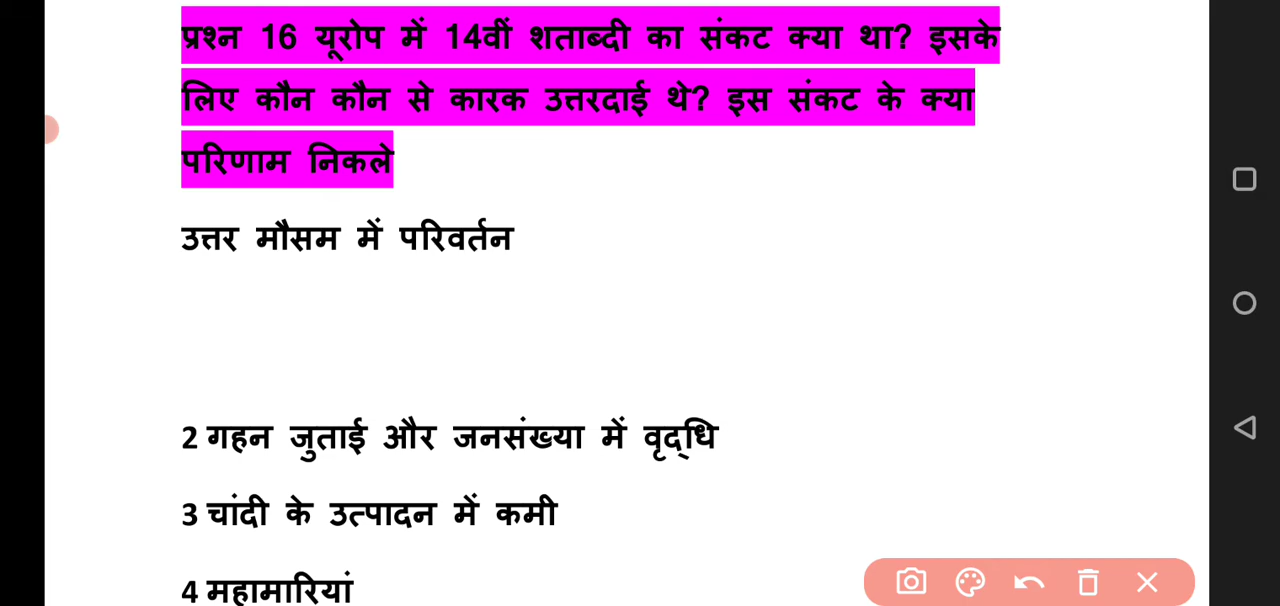 प्रश्न 16 यूरोप में 14वीं शताब्दी का संकट क्या था? इसके
लिए कौन कौन से कारक उत्तरदाई थे? इस संकट के क्या
परिणाम निकले
उत्तर मौसम में परिवर्तन
2 गहन जुताई और जनसंख्या में वृद्धि
3 चांदी के उत्पादन में कमी
4 महामारियां